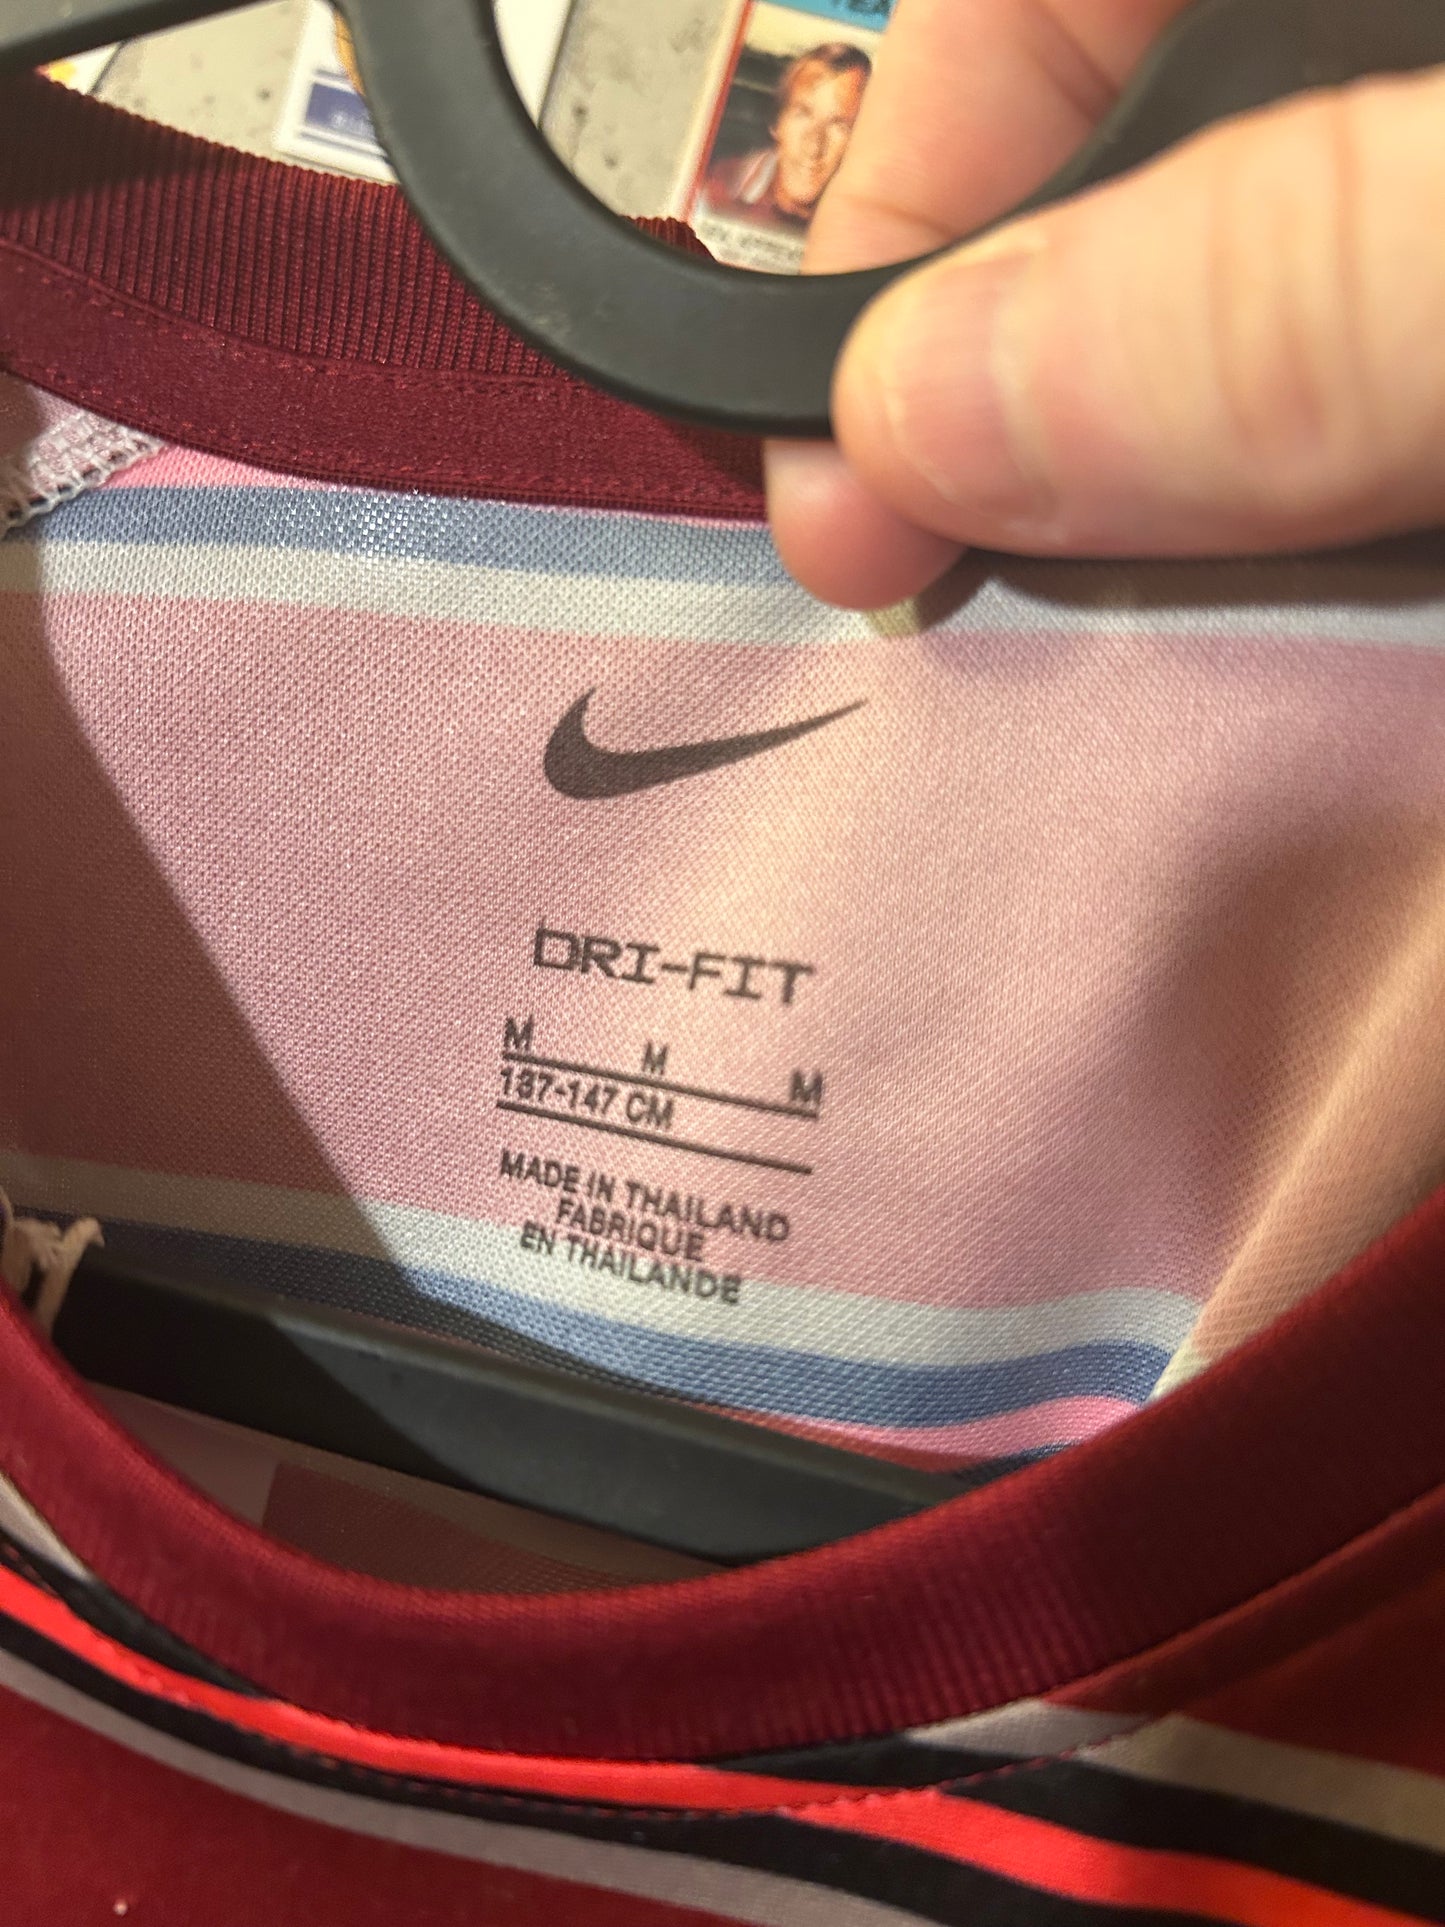 DRI-FIT
M M M
137-147 CM
MADE IN THAILAND
FABRIQUE
EN THAILANDE